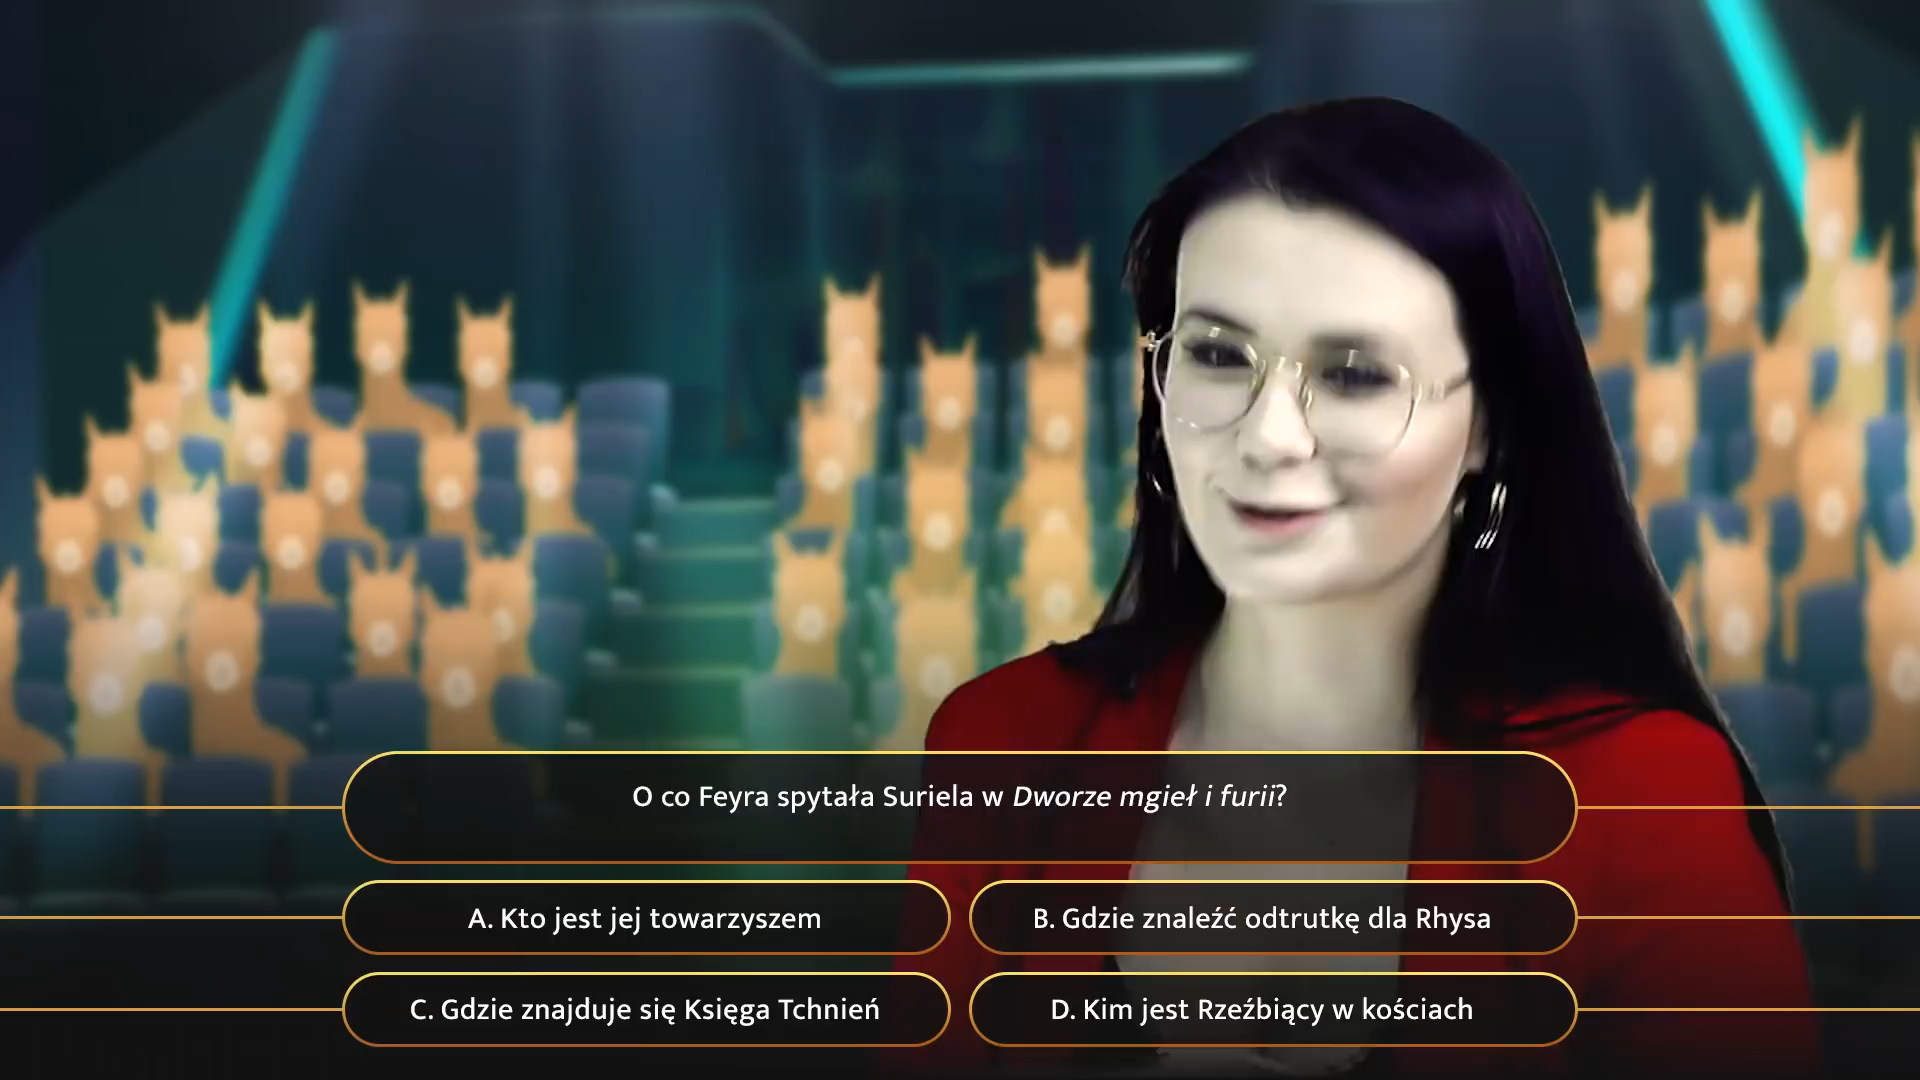 O co Feyra spytała Suriela w Dworze mgieł i furii?
A. Kto jest jej towarzyszem
B. Gdzie znaleźć odtrutkę dla Rhysa
C. Gdzie znajduje się Księga Tchnień
D. Kim jest Rzeźbiący w kościach